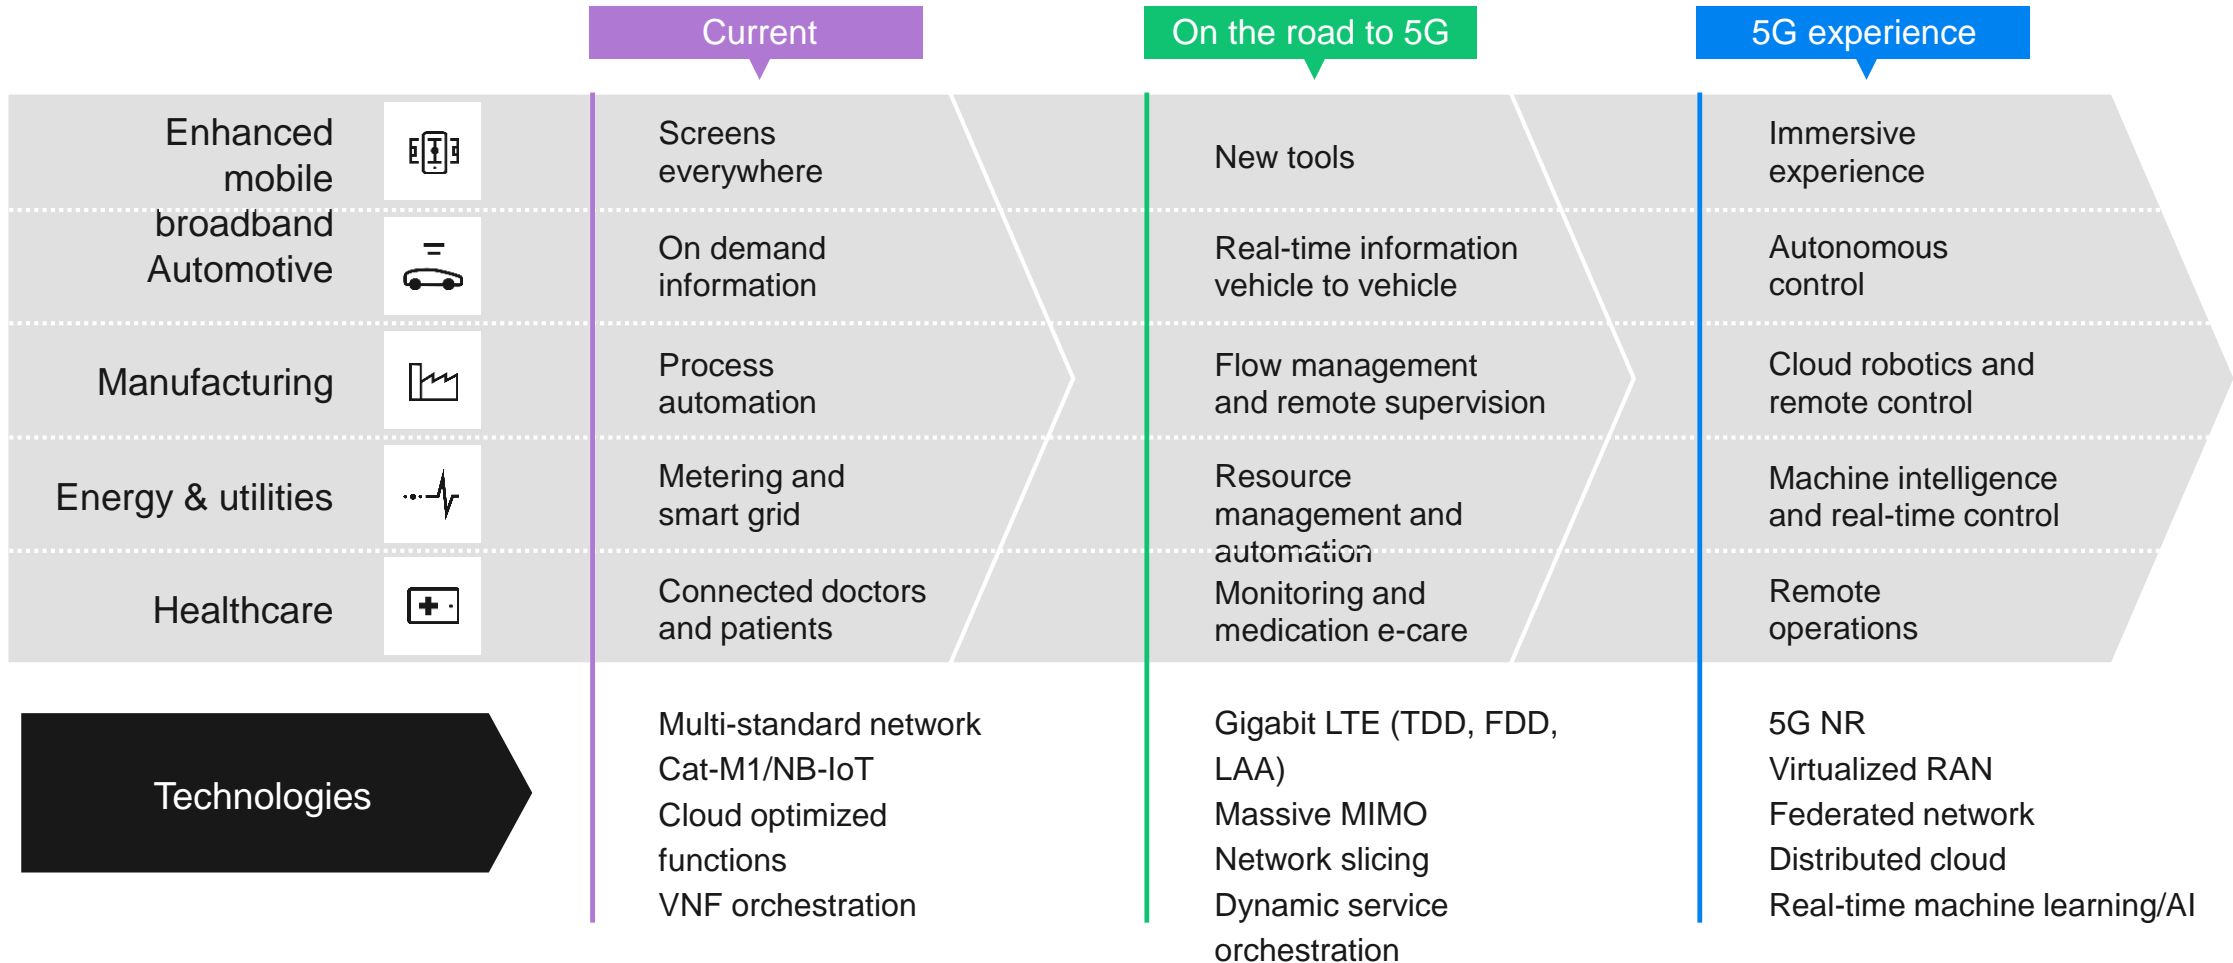 Current
On the road to 5G
5G experience
Enhanced
mobile
broadband
Screens
everywhere
New tools
Immersive
experience
Automotive
On demand
information
Real-time information
vehicle to vehicle
Autonomous
control
Manufacturing
Process
automation
Flow management
and remote supervision
Cloud robotics and
remote control
Energy & utilities
Metering and
smart grid
Resource
management and
automation
Machine intelligence
and real-time control
Healthcare
Connected doctors
and patients
Monitoring and
medication e-care
Remote
operations
Technologies
Multi-standard network
Cat-M1/NB-IoT
Cloud optimized
functions
VNF orchestration
Gigabit LTE (TDD, FDD,
LAA)
Massive MIMO
Network slicing
Dynamic service
orchestration
5G NR
Virtualized RAN
Federated network
Distributed cloud
Real-time machine learning/AI